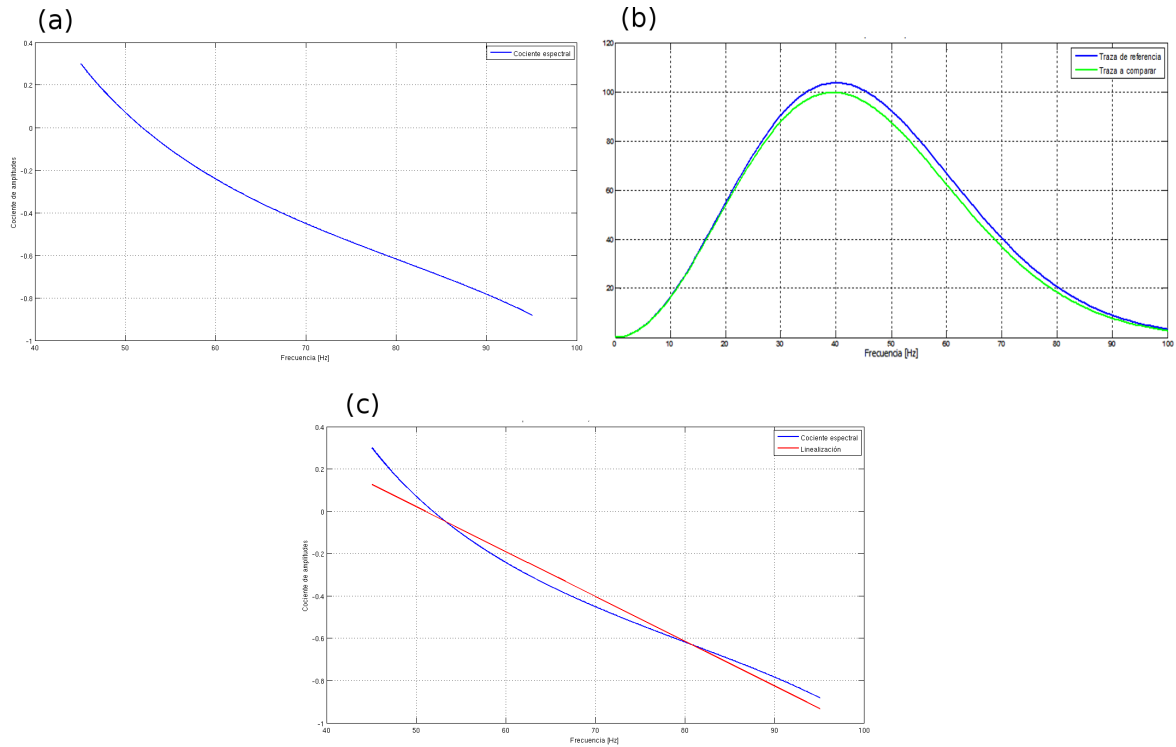 (a)
Cociente espectral
0.4
0.2
0
-0.2
-0.4
-0.6
-0.8
-1
Cociente de amplitudes
40 50 60 70 80 90 100
Frecuencia [Hz]
(b)
Traza de referencia
Traza a comparar
120
100
80
60
40
20
0 10 20 30 40 50 60 70 80 90 100
Frecuencia [Hz]
(c)
Cociente espectral
Linealización
0.4
0.2
0
-0.2
-0.4
-0.6
-0.8
-1
Cociente de amplitudes
40 50 60 70 80 90 100
Frecuencia [Hz]